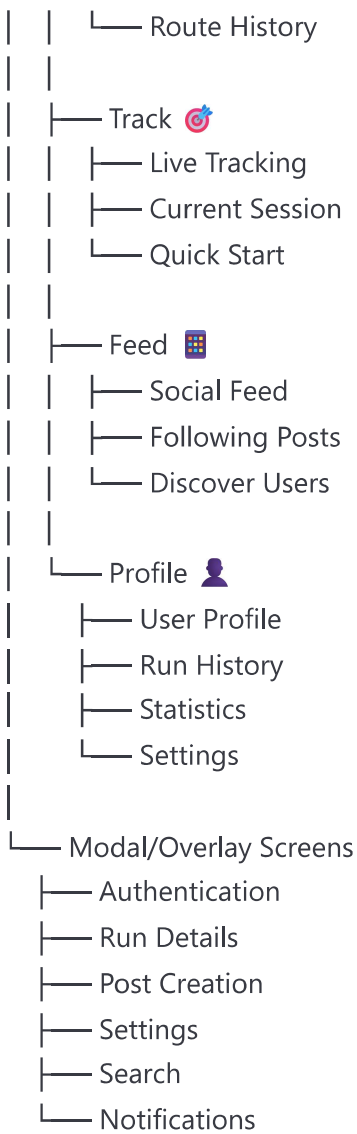 Route History
Track 🎯
Live Tracking
Current Session
Quick Start
Feed 📱
Social Feed
Following Posts
Discover Users
Profile 👤
User Profile
Run History
Statistics
Settings
Modal/Overlay Screens
Authentication
Run Details
Post Creation
Settings
Search
Notifications